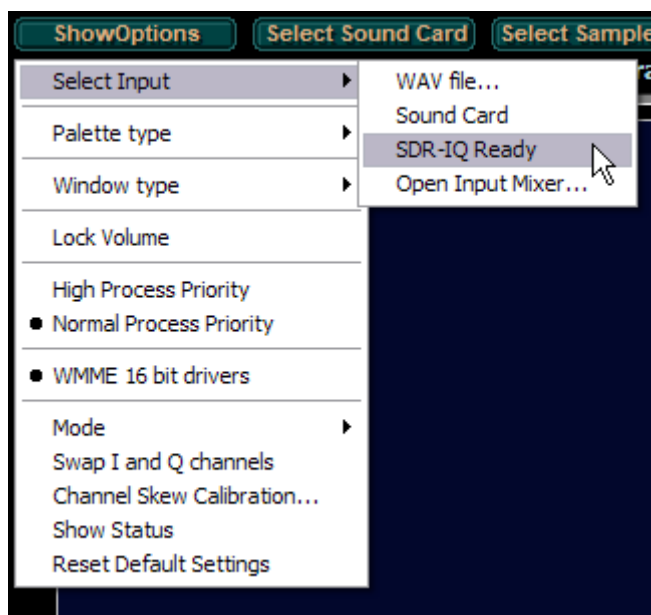 ShowOptions Select Sound Card Select Sample
Select Input
Palette type
Window type
Lock Volume
High Process Priority
Normal Process Priority
WMME 16 bit drivers
Mode
Swap I and Q channels
Channel Skew Calibration...
Show Status
Reset Default Settings
WAV file...
Sound Card
SDR-IQ Ready
Open Input Mixer...